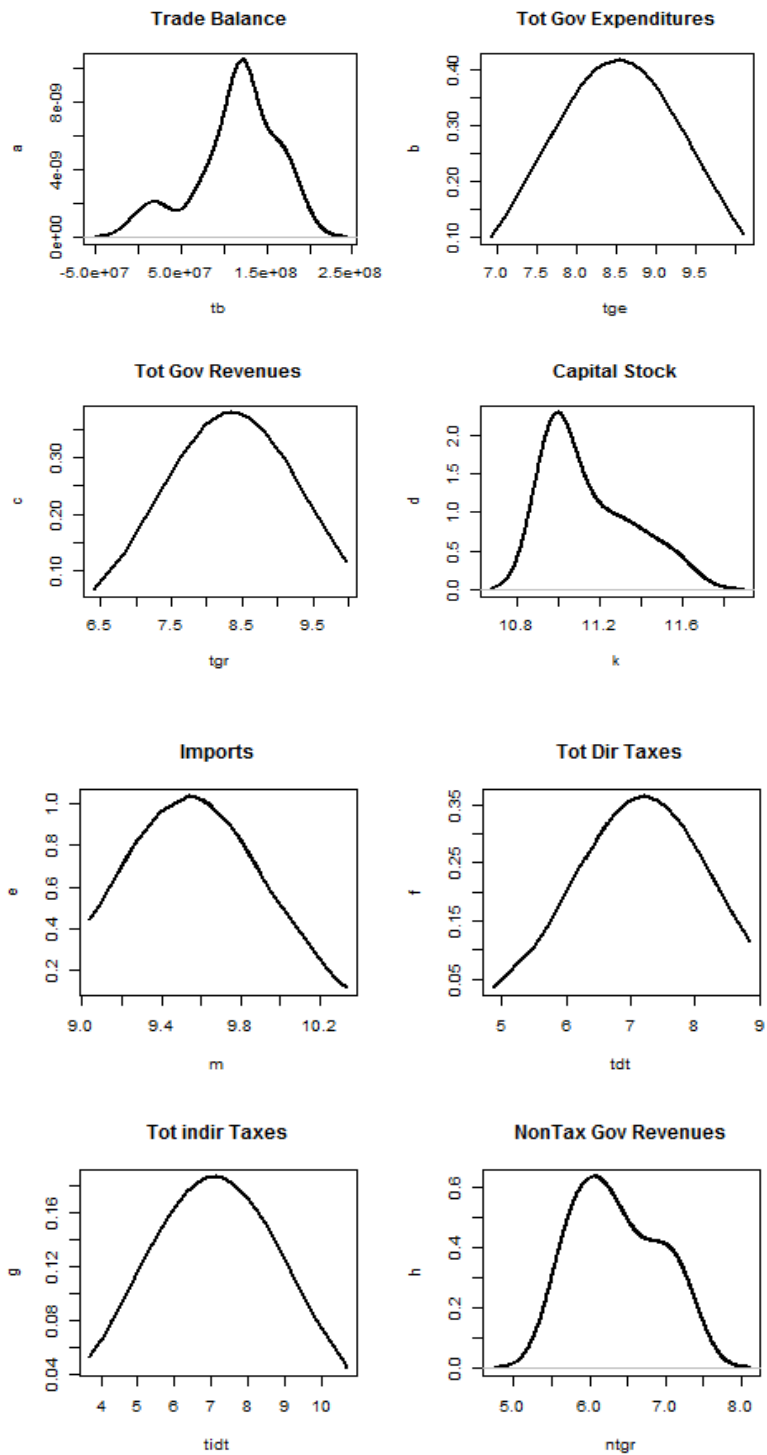 Trade Balance
a
8e-09
4e-09
0e+00
-5.0e+07 5.0e+07 1.5e+08 2.5e+08
tb
Tot Gov Expenditures
b
0.40
0.30
0.20
0.10
7.0 7.5 8.0 8.5 9.0 9.5
tge
Tot Gov Revenues
c
0.30
0.20
0.10
6.5 7.5 8.5 9.5
tgr
Capital Stock
d
2.0
1.5
1.0
0.5
0.0
10.8 11.2 11.6
k
Imports
e
1.0
0.8
0.6
0.4
0.2
9.0 9.4 9.8 10.2
m
Tot Dir Taxes
f
0.35
0.25
0.15
0.05
5 6 7 8 9
tdt
Tot indir Taxes
g
0.16
0.12
0.08
0.04
4 5 6 7 8 9 10
tidt
NonTax Gov Revenues
h
0.6
0.4
0.2
0.0
5.0 6.0 7.0 8.0
ntgr